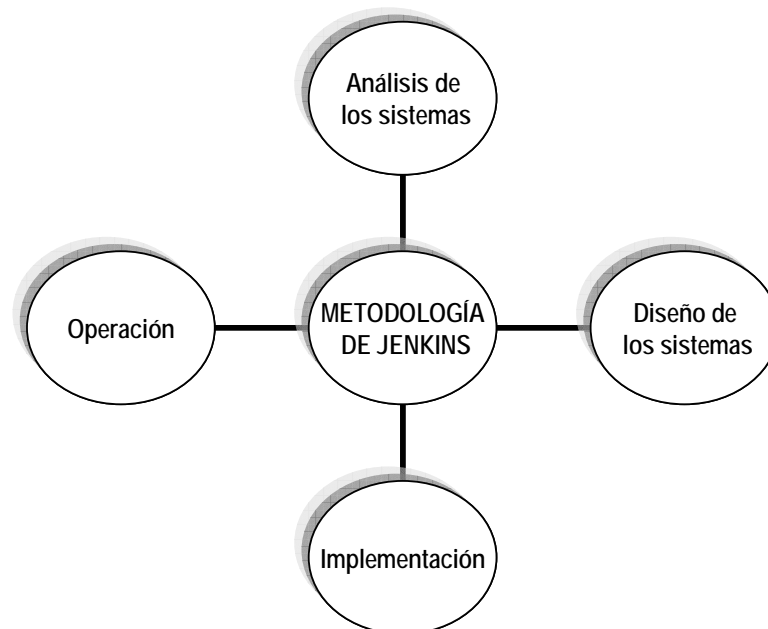 Análisis de
los sistemas
Operación
METODOLOGÍA
DE JENKINS
Diseño de
los sistemas
Implementación